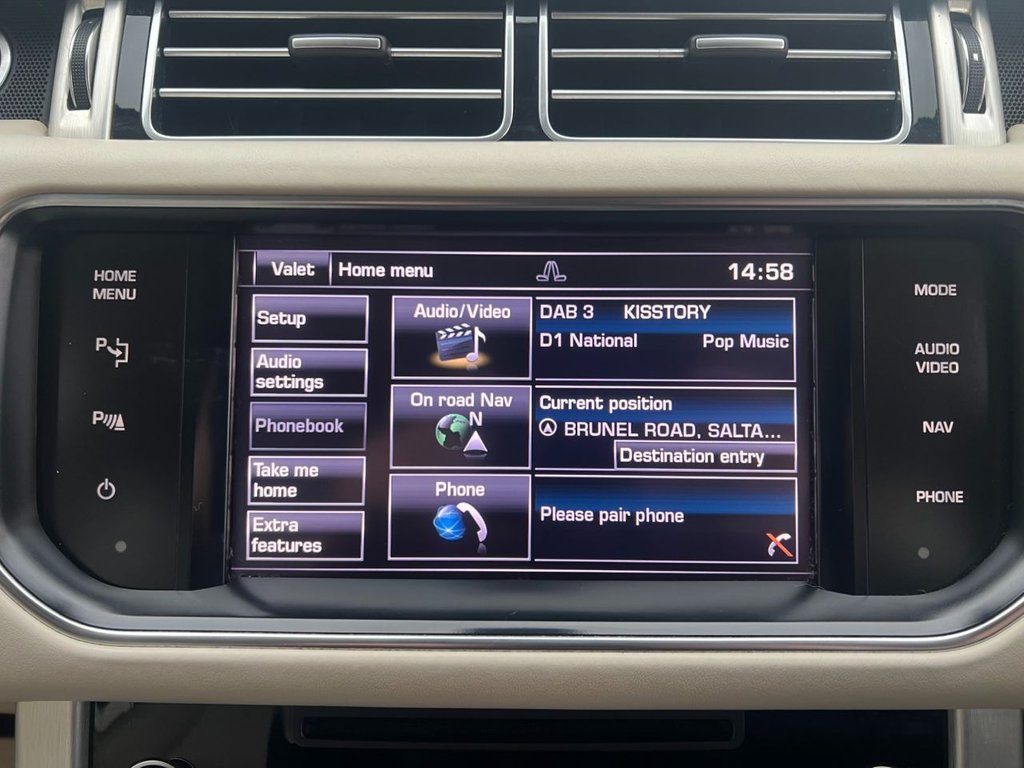 HOME
MENU
P
P
Valet
Home menu
14:58
Setup
Audio
settings
Phonebook
Take me
home
Extra
features
Audio/Video
On road Nav
N
Phone
DAB 3 KISSTORY
D1 National Pop Music
Current position
BRUNEL ROAD, SALTA...
Destination entry
Please pair phone
MODE
AUDIO
VIDEO
NAV
PHONE